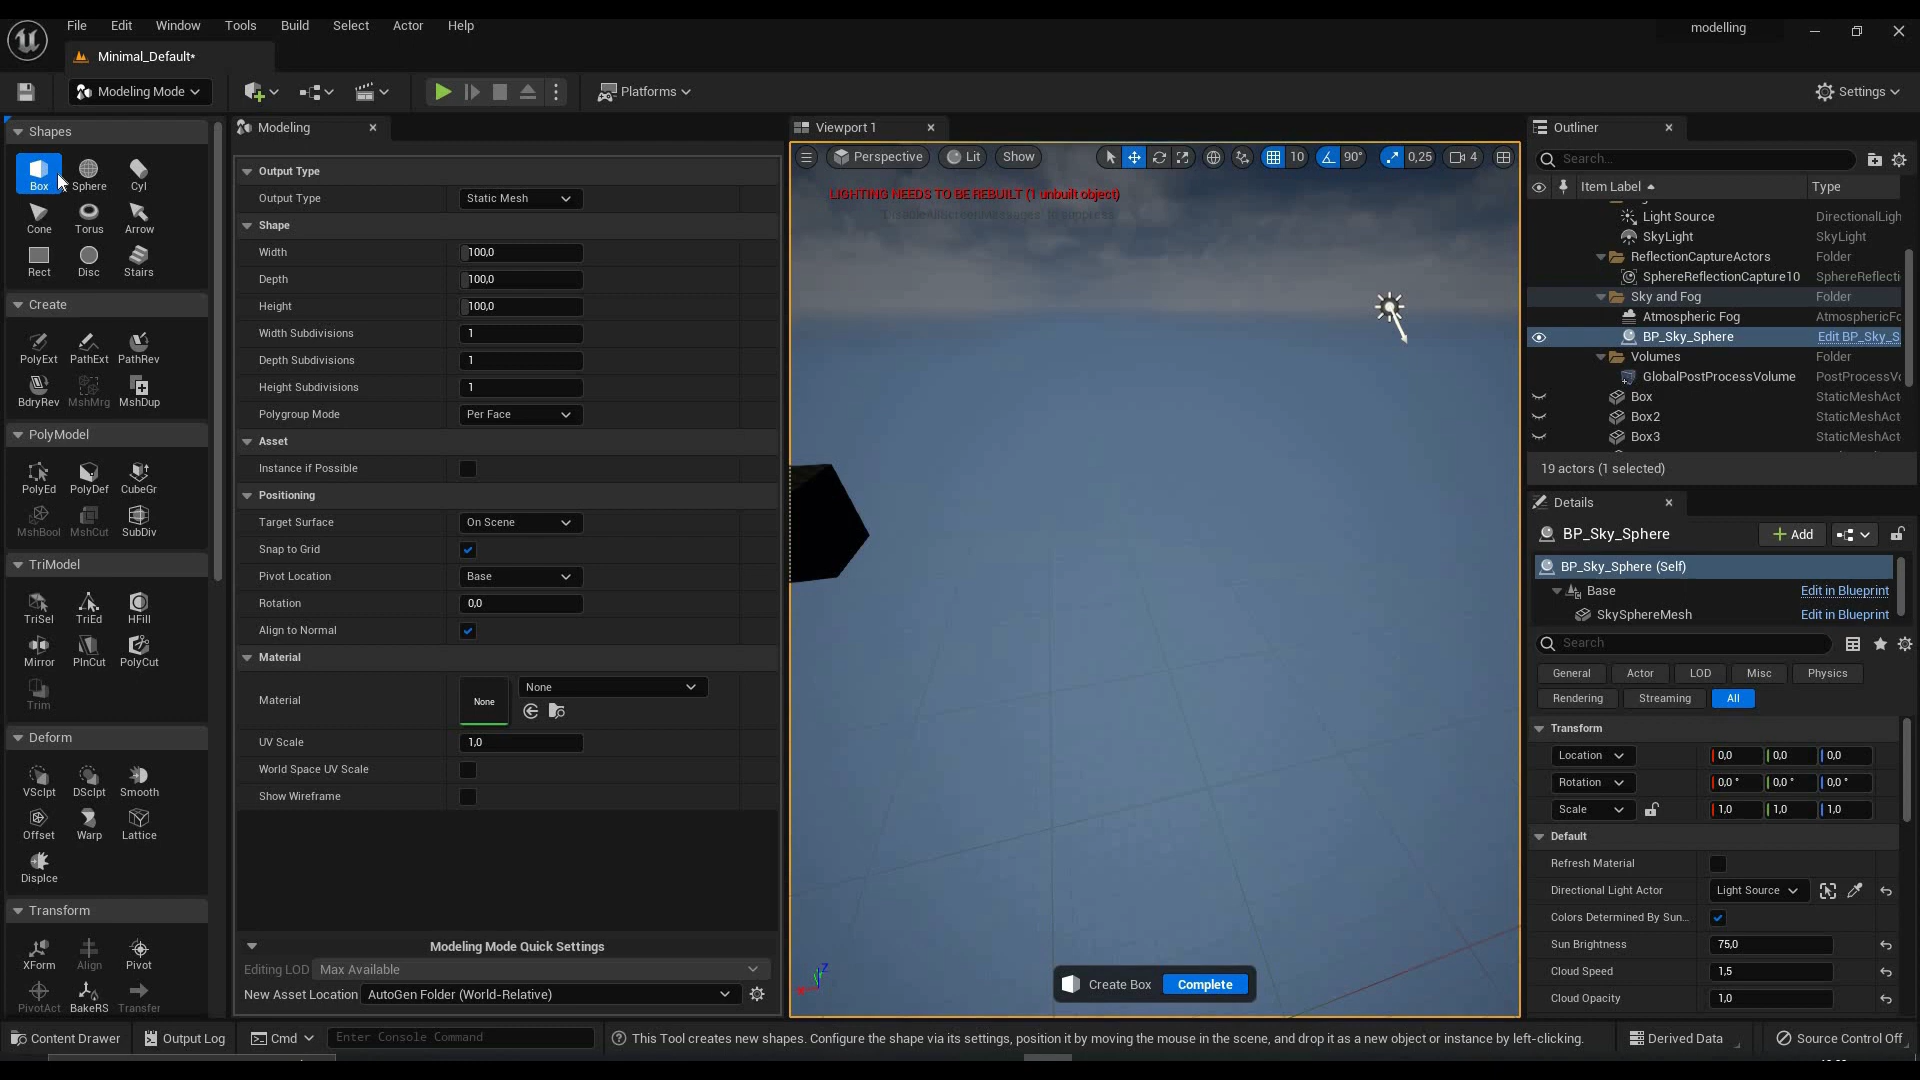 File Edit Window Tools Build Select Actor Help
modelling
Minimal_Default*
Modeling Mode
Platforms
Settings
Shapes
Box Sphere Cyl
Cone Torus Arrow
Rect Disc Stairs
Create
PolyExt PathExt PathRev
BdryRev MshMrg MshDup
PolyModel
PolyEd PolyDef CubeGr
MshBool MshCut SubDiv
TriModel
TriSel TriEd HFill
Mirror PlnCut PolyCut
Trim
Deform
VSclpt DSclpt Smooth
Offset Warp Lattice
Displce
Transform
XForm Align Pivot
PivotAct BakeRS Transfer
Modeling
Output Type
Output Type Static Mesh
Shape
Width 100,0
Depth 100,0
Height 100,0
Width Subdivisions 1
Depth Subdivisions 1
Height Subdivisions 1
Polygroup Mode Per Face
Asset
Instance if Possible
Positioning
Target Surface On Scene
Snap to Grid
Pivot Location Base
Rotation 0,0
Align to Normal
Material
Material None None
UV Scale 1,0
World Space UV Scale
Show Wireframe
Modeling Mode Quick Settings
Editing LOD Max Available
New Asset Location AutoGen Folder (World-Relative)
Viewport 1
Perspective Lit Show 10 90° 0,25 4
LIGHTING NEEDS TO BE REBUILT (1 unbuilt object)
'DisableAllScreenMessages' to suppress
Z
Create Box Complete
Outliner
Search...
Item Label Type
Light Source DirectionalLigh
SkyLight SkyLight
ReflectionCaptureActors Folder
SphereReflectionCapture10 SphereReflecti
Sky and Fog Folder
Atmospheric Fog AtmosphericFo
BP_Sky_Sphere Edit BP_Sky_S
Volumes Folder
GlobalPostProcessVolume PostProcessVo
Box StaticMeshAct
Box2 StaticMeshAct
Box3 StaticMeshAct
19 actors (1 selected)
Details
BP_Sky_Sphere Add
BP_Sky_Sphere (Self)
Base Edit in Blueprint
SkySphereMesh Edit in Blueprint
Search
General Actor LOD Misc Physics
Rendering Streaming All
Transform
Location 0,0 0,0 0,0
Rotation 0,0 ° 0,0 ° 0,0 °
Scale 1,0 1,0 1,0
Default
Refresh Material
Directional Light Actor Light Source
Colors Determined By Sun...
Sun Brightness 75,0
Cloud Speed 1,5
Cloud Opacity 1,0
Content Drawer Output Log Cmd Enter Console Command This Tool creates new shapes. Configure the shape via its settings, position it by moving the mouse in the scene, and drop it as a new object or instance by left-clicking. Derived Data Source Control Off